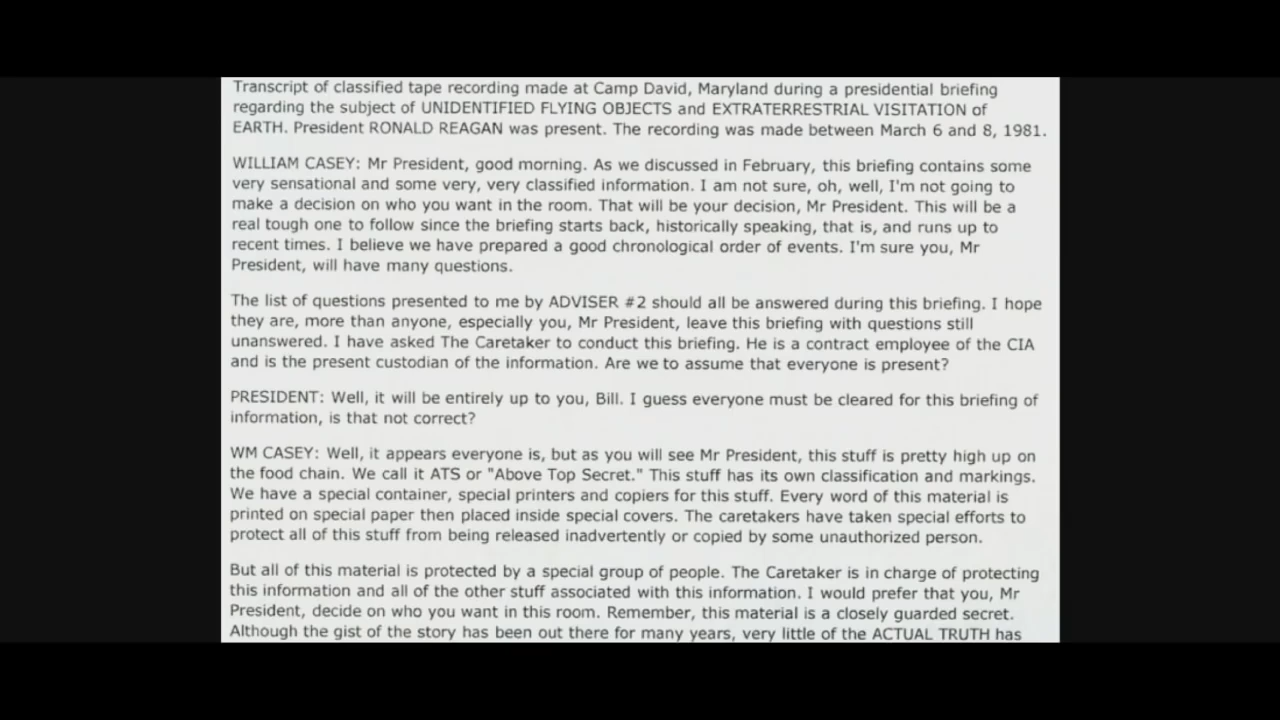 Transcript of classified tape recording made at Camp David, Maryland during a presidential briefing
regarding the subject of UNIDENTIFIED FLYING OBJECTS and EXTRATERRESTRIAL VISITATION of
EARTH. President RONALD REAGAN was present. The recording was made between March 6 and 8, 1981.
WILLIAM CASEY: Mr President, good morning. As we discussed in February, this briefing contains some
very sensational and some very, very classified information. I am not sure, oh, well, I'm not going to
make a decision on who you want in the room. That will be your decision, Mr President. This will be a
real tough one to follow since the briefing starts back, historically speaking, that is, and runs up to
recent times. I believe we have prepared a good chronological order of events. I'm sure you, Mr
President, will have many questions.
The list of questions presented to me by ADVISER #2 should all be answered during this briefing. I hope
they are, more than anyone, especially you, Mr President, leave this briefing with questions still
unanswered. I have asked The Caretaker to conduct this briefing. He is a contract employee of the CIA
and is the present custodian of the information. Are we to assume that everyone is present?
PRESIDENT: Well, it will be entirely up to you, Bill. I guess everyone must be cleared for this briefing of
information, is that not correct?
WM CASEY: Well, it appears everyone is, but as you will see Mr President, this stuff is pretty high up on
the food chain. We call it ATS or "Above Top Secret." This stuff has its own classification and markings.
We have a special container, special printers and copiers for this stuff. Every word of this material is
printed on special paper then placed inside special covers. The caretakers have taken special efforts to
protect all of this stuff from being released inadvertently or copied by some unauthorized person.
But all of this material is protected by a special group of people. The Caretaker is in charge of protecting
this information and all of the other stuff associated with this information. I would prefer that you, Mr
President, decide on who you want in this room. Remember, this material is a closely guarded secret.
Although the gist of the story has been out there for many years, very little of the ACTUAL TRUTH has